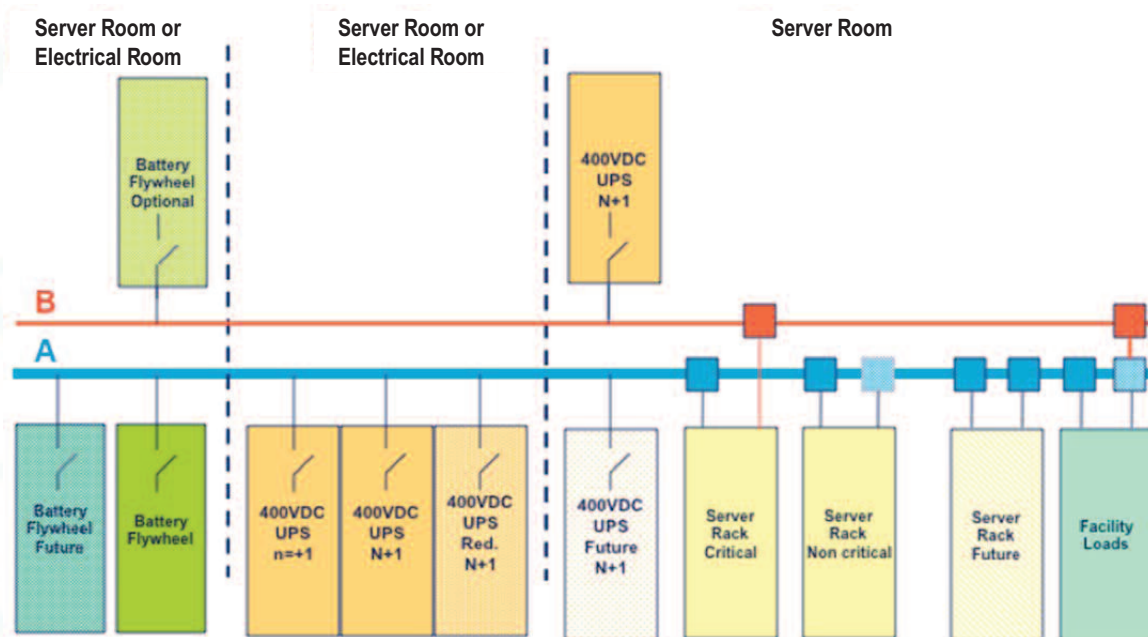 Server Room or
Electrical Room
Server Room or
Electrical Room
Server Room
Battery
Flywheel
Optional
400VDC
UPS
N+1
B
A
Battery
Flywheel
Future
Battery
Flywheel
400VDC
UPS
n=+1
400VDC
UPS
N+1
400VDC
UPS
Red.
N+1
400VDC
UPS
Future
N+1
Server
Rack
Critical
Server
Rack
Non critical
Server
Rack
Future
Facility
Loads